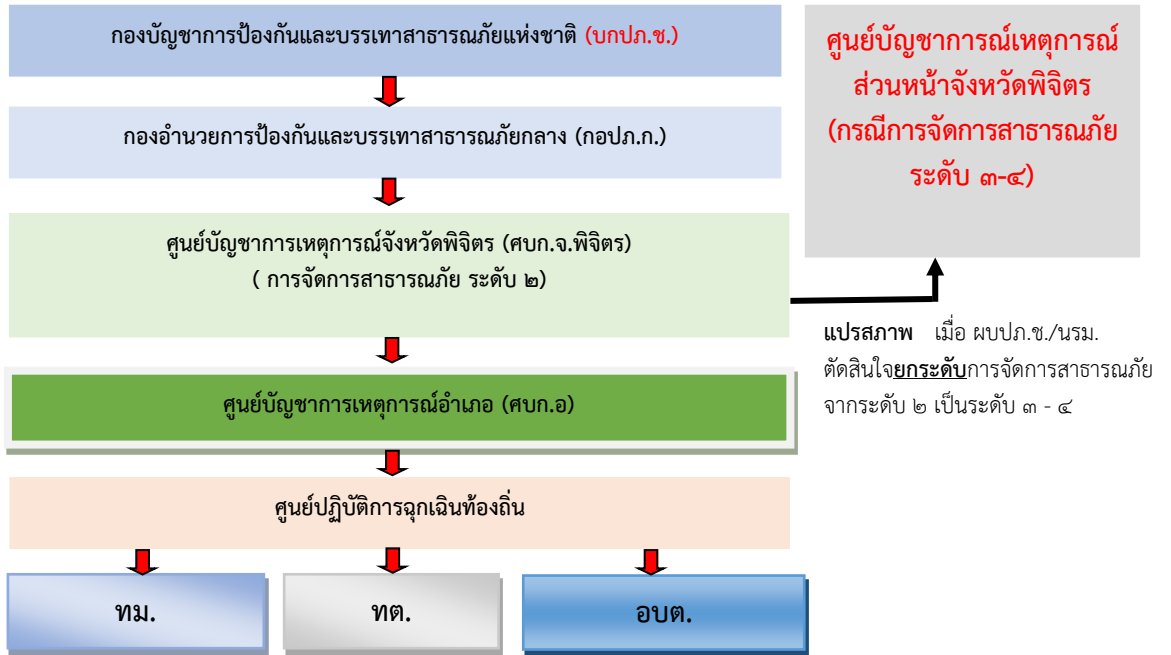 กองบัญชาการป้องกันและบรรเทาสาธารณภัยแห่งชาติ (บกปภ.ช.)
กองอำนวยการป้องกันและบรรเทาสาธารณภัยกลาง (กอปภ.ก.)
ศูนย์บัญชาการเหตุการณ์จังหวัดพิจิตร (ศบก.จ.พิจิตร)
( การจัดการสาธารณภัย ระดับ ๒)
ศูนย์บัญชาการณ์เหตุการณ์
ส่วนหน้าจังหวัดพิจิตร
(กรณีการจัดการสาธารณภัย
ระดับ ๓-๔)
แปรสภาพ เมื่อ ผบปภ.ช./นรม.
ตัดสินใจยกระดับการจัดการสาธารณภัย
จากระดับ ๒ เป็นระดับ ๓ - ๔
ศูนย์บัญชาการเหตุการณ์อำเภอ (ศบก.อ)
ศูนย์ปฏิบัติการฉุกเฉินท้องถิ่น
ทม.
ทต.
อบต.